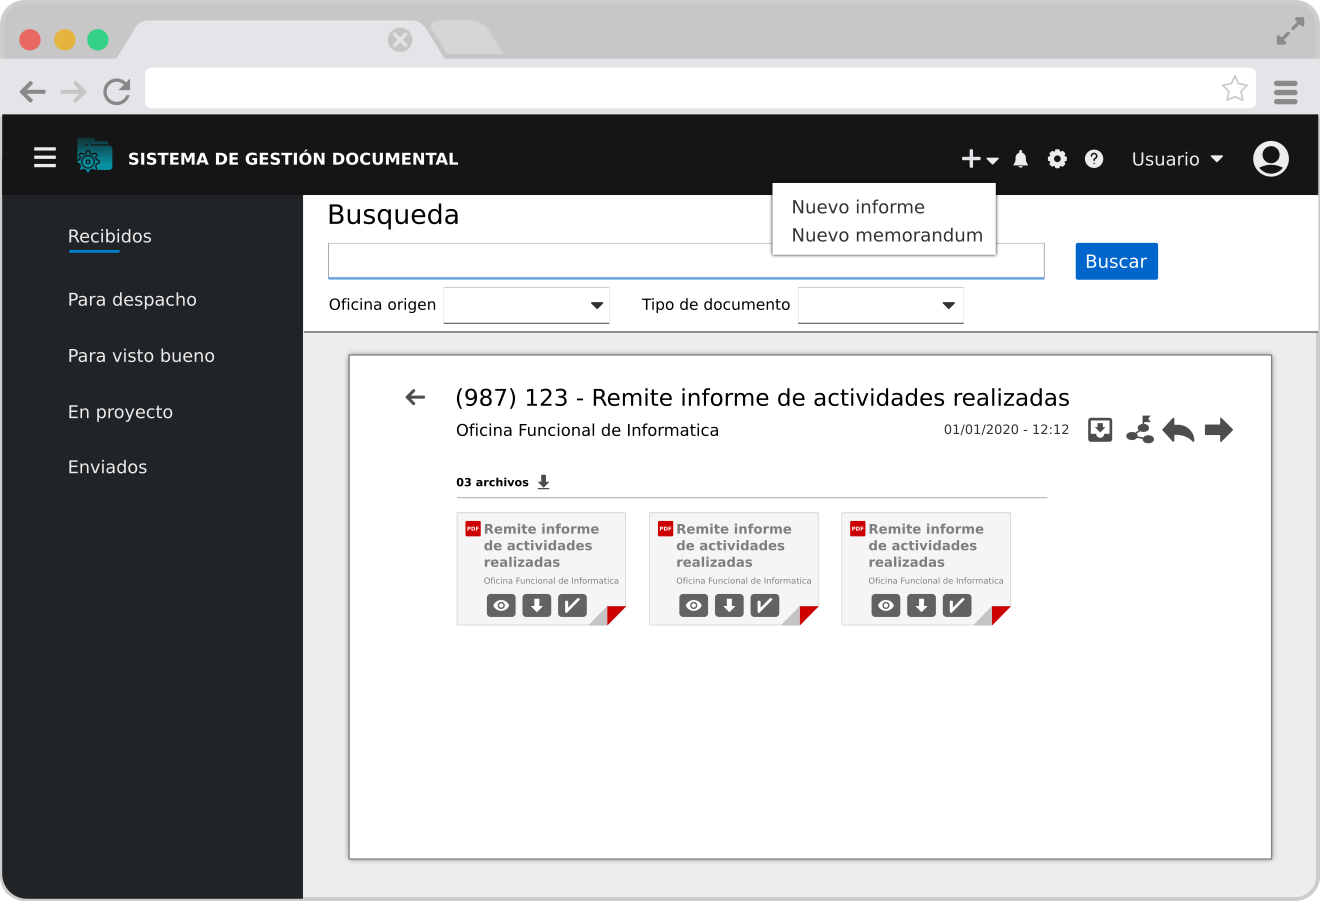 SISTEMA DE GESTIÓN DOCUMENTAL
Usuario
Nuevo informe
Nuevo memorandum
Recibidos
Para despacho
Para visto bueno
En proyecto
Enviados
Busqueda
Buscar
Oficina origen
Tipo de documento
(987) 123 - Remite informe de actividades realizadas
Oficina Funcional de Informatica
01/01/2020 - 12:12
03 archivos
PDF
Remite informe
de actividades
realizadas
Oficina Funcional de Informatica
PDF
Remite informe
de actividades
realizadas
Oficina Funcional de Informatica
PDF
Remite informe
de actividades
realizadas
Oficina Funcional de Informatica